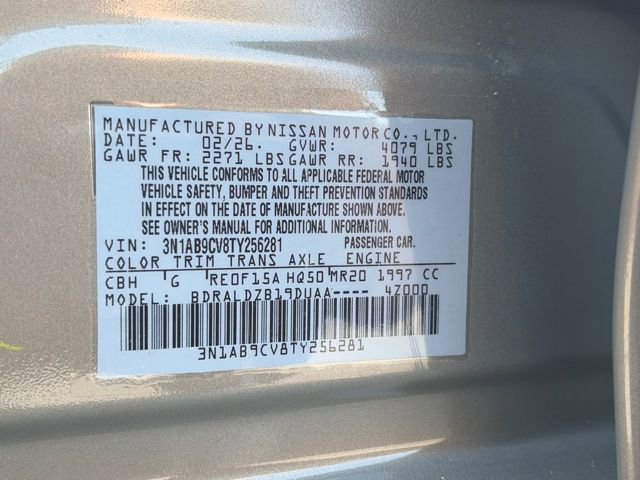 MANUFACTURED BY NISSAN MOTOR CO., LTD.
DATE: 02/26. GVWR: 4079 LBS
GAWR FR: 2271 LBS GAWR RR: 1940 LBS
THIS VEHICLE CONFORMS TO ALL APPLICABLE FEDERAL MOTOR
VEHICLE SAFETY, BUMPER AND THEFT PREVENTION STANDARDS
IN EFFECT ON THE DATE OF MANUFACTURE SHOWN ABOVE.
SEE OWNER'S MANUAL FOR ADDITIONAL INFORMATION.
VIN: 3N1AB9CV8TY256281 PASSENGER CAR.
COLOR TRIM TRANS AXLE ENGINE
CBH G RE0F15A HQ50 MR20 1997 CC
MODEL: BDRALDZB19DUAA---- 4Z000
3N1AB9CV8TY256281